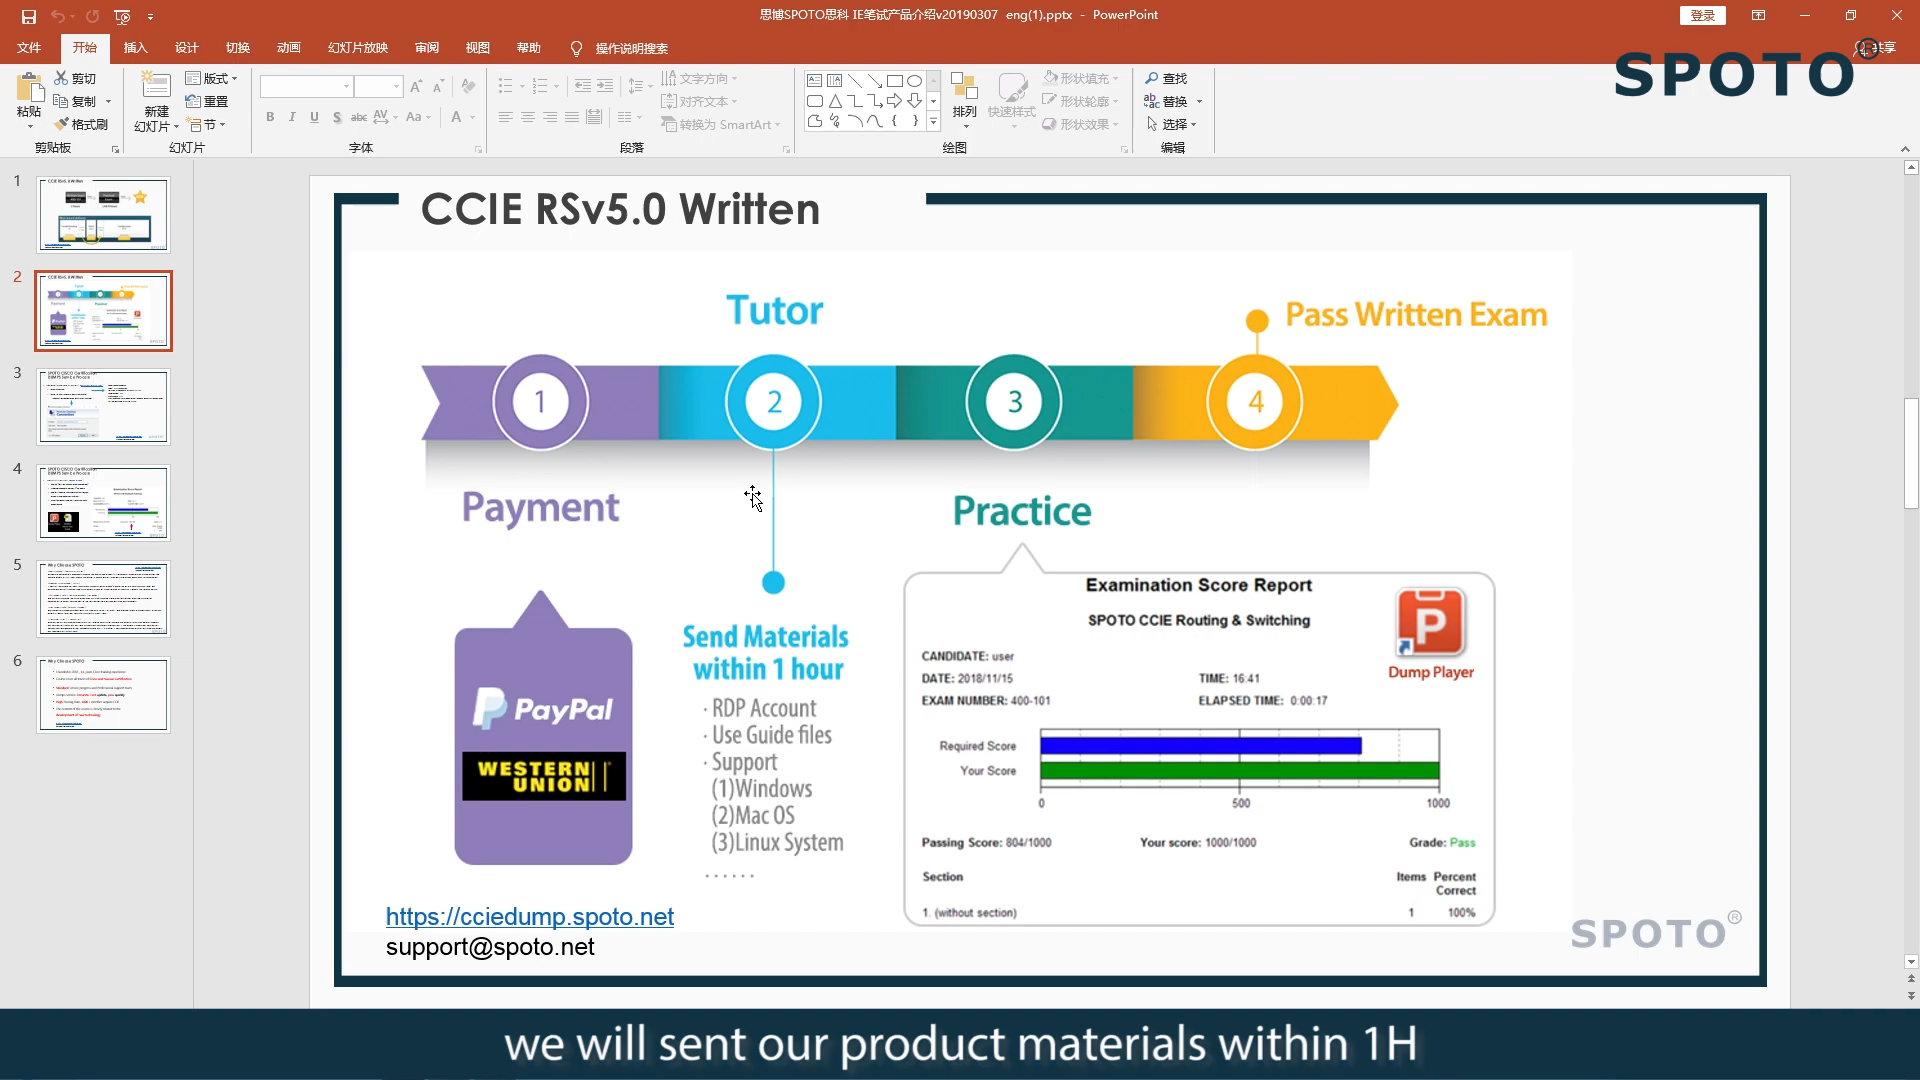 思博SPOTO思科 IE笔试产品介绍v20190307 eng(1).pptx - PowerPoint
登录
文件 开始 插入 设计 切换 动画 幻灯片放映 审阅 视图 帮助 操作说明搜索
SPOTO
粘贴
剪切
复制
格式刷
剪贴板
新建
幻灯片
版式
重置
节
幻灯片
字体
文字方向
对齐文本
转换为 SmartArt
段落
排列
快速样式
形状填充
形状轮廓
形状效果
绘图
查找
替换
选择
编辑
1
2
3
4
5
6
CCIE RSv5.0 Written
Tutor
Pass Written Exam
1 2 3 4
Payment
Practice
PayPal
WESTERN
UNION
Send Materials
within 1 hour
· RDP Account
· Use Guide files
· Support
(1)Windows
(2)Mac OS
(3)Linux System
......
Examination Score Report
SPOTO CCIE Routing & Switching
Dump Player
CANDIDATE: user
DATE: 2018/11/15 TIME: 16:41
EXAM NUMBER: 400-101 ELAPSED TIME: 0:00:17
Required Score
Your Score
0 500 1000
Passing Score: 804/1000 Your score: 1000/1000 Grade: Pass
Section Items Percent
Correct
1. (without section) 1 100%
https://cciedump.spoto.net
support@spoto.net
SPOTO®
we will sent our product materials within 1H